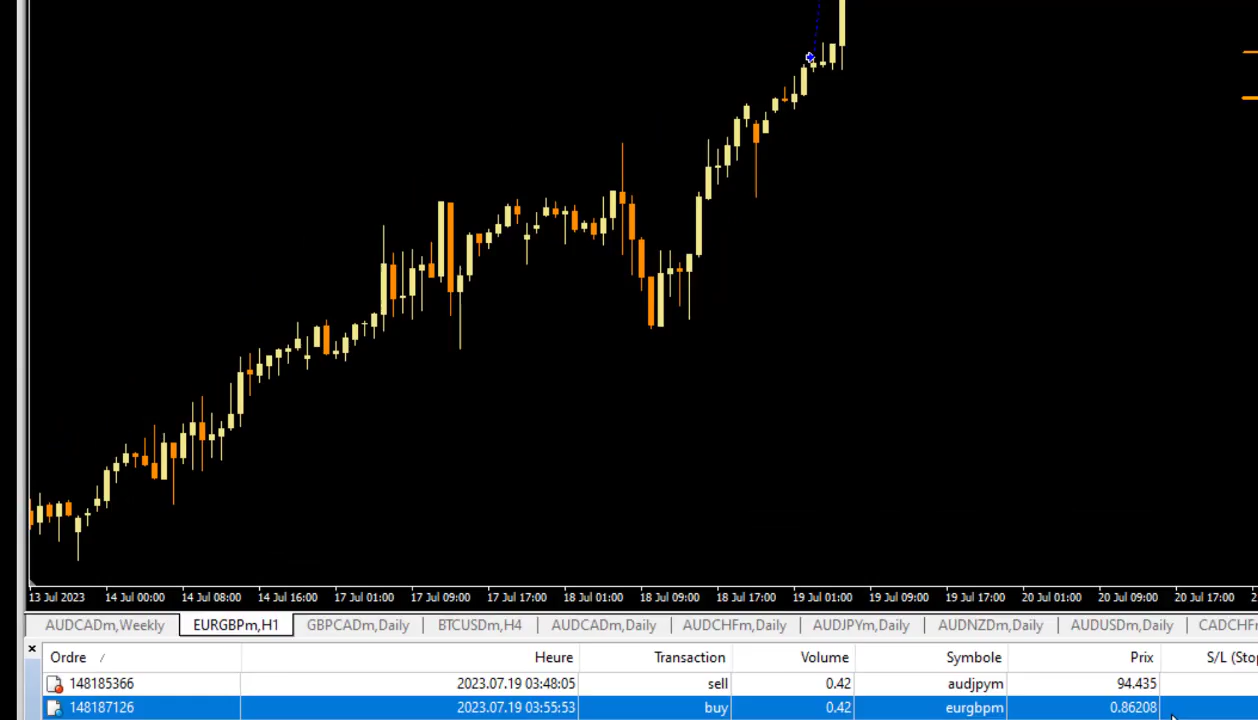 13 Jul 2023 14 Jul 00:00 14 Jul 08:00 14 Jul 16:00 17 Jul 01:00 17 Jul 09:00 17 Jul 17:00 18 Jul 01:00 18 Jul 09:00 18 Jul 17:00 19 Jul 01:00 19 Jul 09:00 19 Jul 17:00 20 Jul 01:00 20 Jul 09:00 20 Jul 17:00 2
AUDCADm,Weekly EURGBPm,H1 GBPCADm,Daily BTCUSDm,H4 AUDCADm,Daily AUDCHFm,Daily AUDJPYm,Daily AUDNZDm,Daily AUDUSDm,Daily CADCHFr
Ordre / Heure Transaction Volume Symbole Prix S/L (Stop
148185366 2023.07.19 03:48:05 sell 0.42 audjpym 94.435
148187126 2023.07.19 03:55:53 buy 0.42 eurgbpm 0.86208